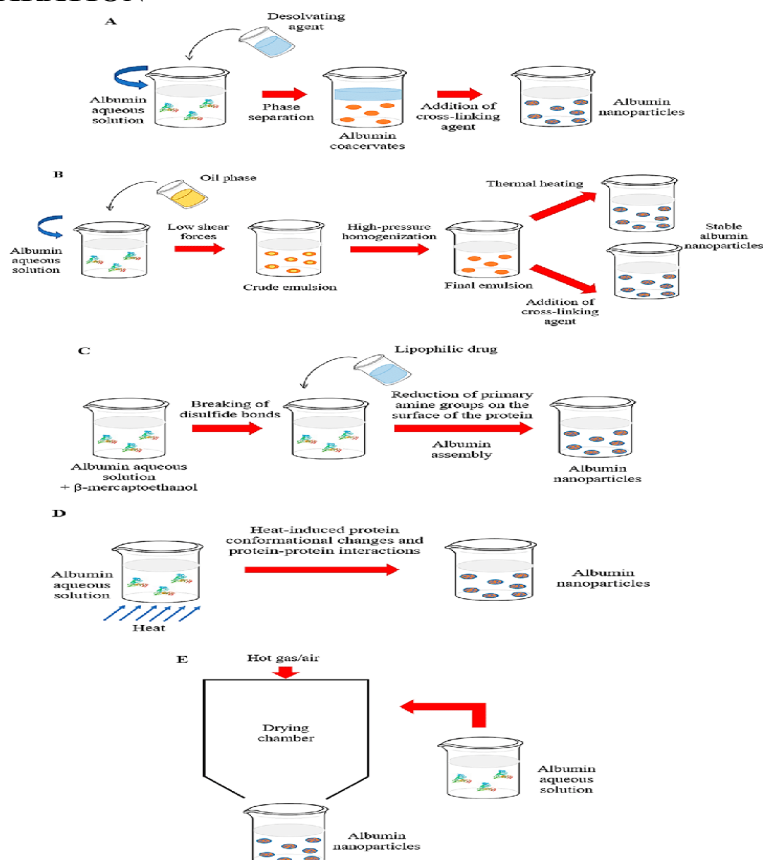 A
Desolvating
agent
Albumin
aqueous
solution
Phase
separation
Albumin
coacervates
Addition of
cross-linking
agent
Albumin
nanoparticles
B
Oil phase
Albumin
aqueous
solution
Low shear
forces
Crude emulsion
High-pressure
homogenization
Final emulsion
Thermal heating
Addition of
cross-linking
agent
Stable
albumin
nanoparticles
C
Lipophilic drug
Albumin aqueous
solution
+ β-mercaptoethanol
Breaking of
disulfide bonds
Reduction of primary
amine groups on the
surface of the protein
Albumin
assembly
Albumin
nanoparticles
D
Albumin
aqueous
solution
Heat
Heat-induced protein
conformational changes and
protein-protein interactions
Albumin
nanoparticles
E
Hot gas/air
Drying
chamber
Albumin
aqueous
solution
Albumin
nanoparticles